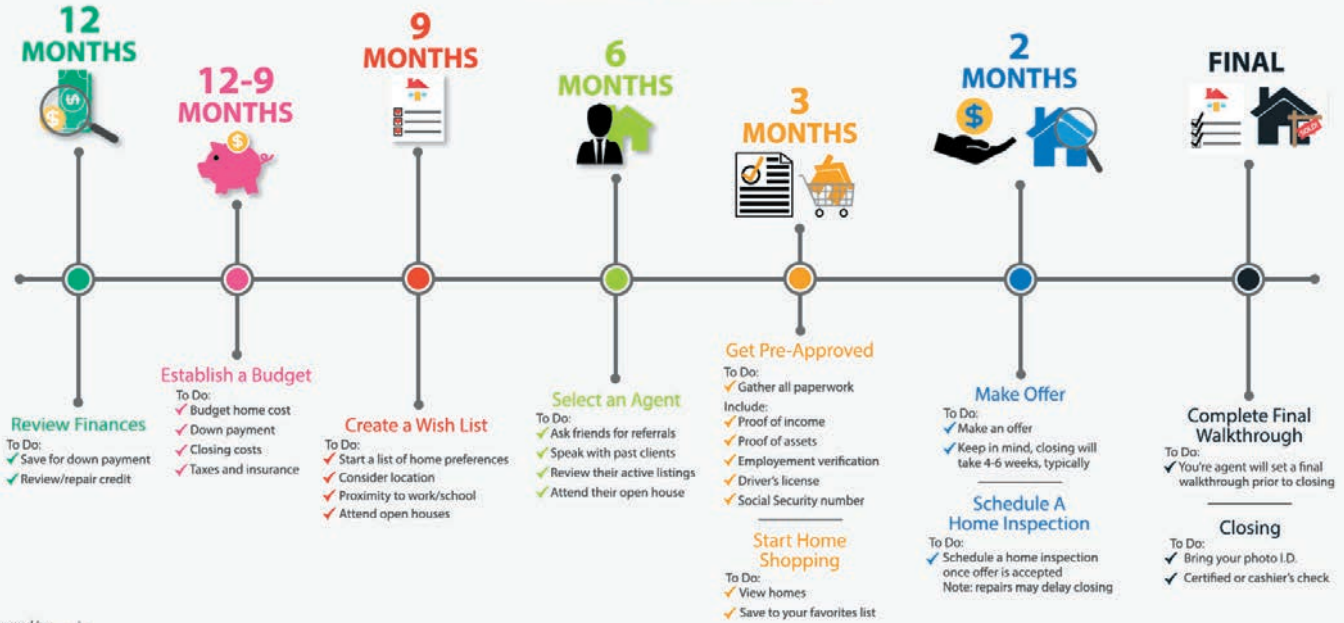 12
MONTHS
$
Review Finances
To Do:
Save for down payment
Review/repair credit
12-9
MONTHS
$
Establish a Budget
To Do:
Budget home cost
Down payment
Closing costs
Taxes and insurance
9
MONTHS
Create a Wish List
To Do:
Start a list of home preferences
Consider location
Proximity to work/school
Attend open houses
6
MONTHS
Select an Agent
To Do:
Ask friends for referrals
Speak with past clients
Review their active listings
Attend their open house
3
MONTHS
Get Pre-Approved
To Do:
Gather all paperwork
Include:
Proof of income
Proof of assets
Employement verification
Driver's license
Social Security number
Start Home
Shopping
To Do:
View homes
Save to your favorites list
2
MONTHS
$
Make Offer
To Do:
Make an offer
Keep in mind, closing will
take 4-6 weeks, typically
Schedule A
Home Inspection
To Do:
Schedule a home inspection
once offer is accepted
Note: repairs may delay closing
FINAL
SOLD!
Complete Final
Walkthrough
To Do:
You're agent will set a final
walkthrough prior to closing
Closing
To Do:
Bring your photo I.D.
Certified or cashier's check